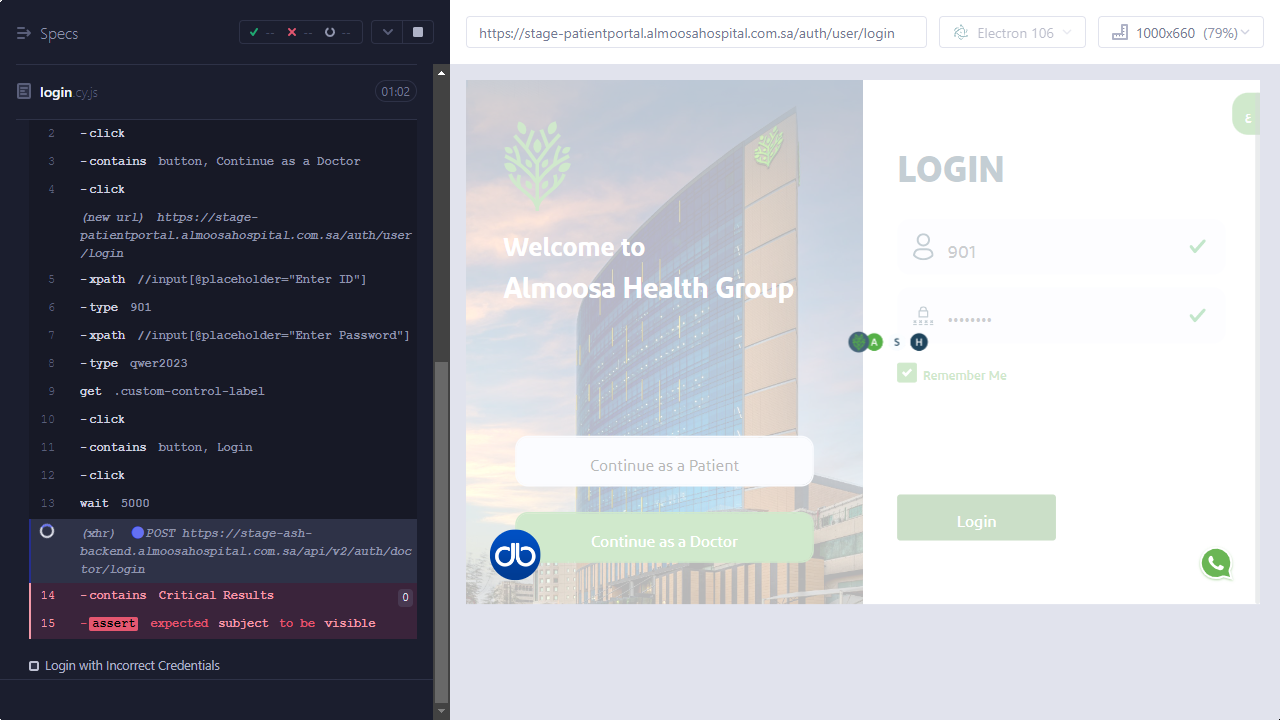 Specs
--
--
--
login.cy.js
01:02
2 -click
3 -contains button, Continue as a Doctor
4 -click
(new url) https://stage-
patientportal.almoosahospital.com.sa/auth/user
/login
5 -xpath //input[@placeholder="Enter ID"]
6 -type 901
7 -xpath //input[@placeholder="Enter Password"]
8 -type qwer2023
9 get .custom-control-label
10 -click
11 -contains button, Login
12 -click
13 wait 5000
(xhr) POST https://stage-ash-
backend.almoosahospital.com.sa/api/v2/auth/doc
tor/login
14 -contains Critical Results 0
15 -assert expected subject to be visible
Login with Incorrect Credentials
https://stage-patientportal.almoosahospital.com.sa/auth/user/login
Electron 106
1000x660 (79%)
ع
Welcome to
Almoosa Health Group
LOGIN
901
••••••••
A S H
Remember Me
Continue as a Patient
Continue as a Doctor
db
Login